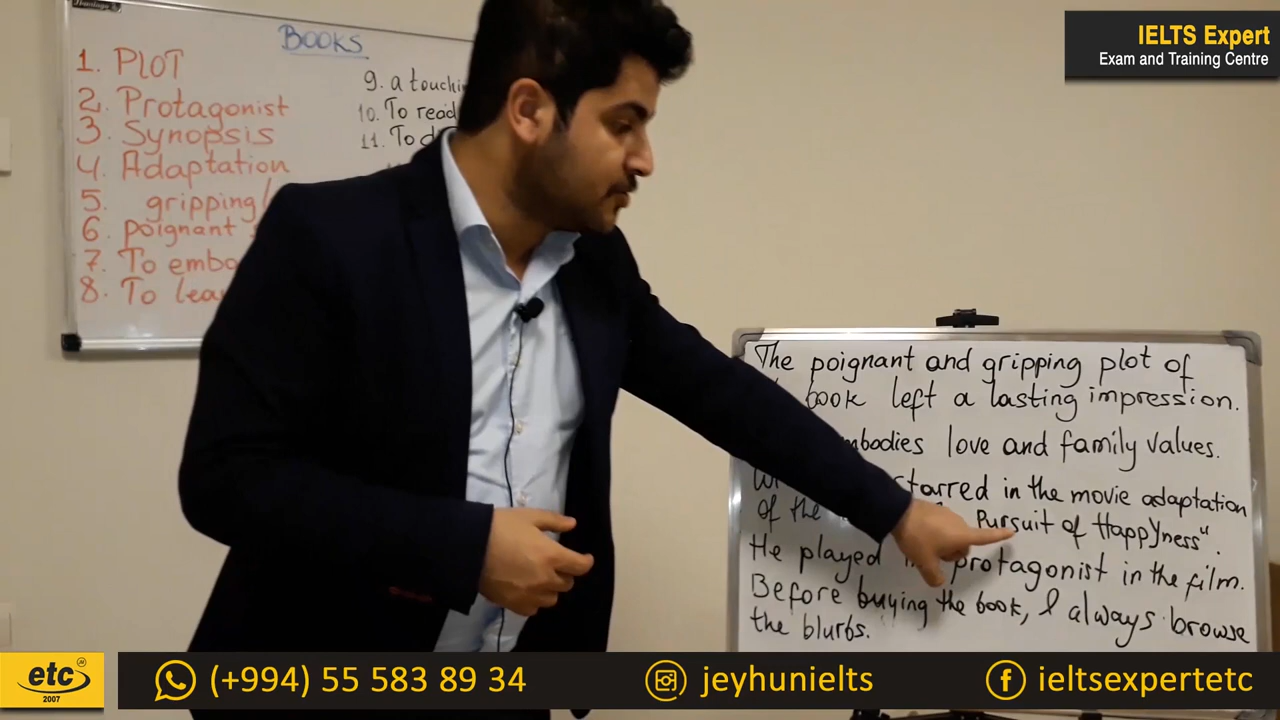 BOOKS
1. PLOT
2. Protagonist
3. Synopsis
4. Adaptation
5. gripping/
6. poignant
7. To embo
8. To lea
9. a touchi
10. To read
11. To d
IELTS Expert
Exam and Training Centre
The poignant and gripping plot of
book left a lasting impression.
mbodies love and family values.
starred in the movie adaptation
of the Pursuit of Happyness".
He played protagonist in the film.
Before buying the book, I always browse
the blurbs.
etc
2007
(+994) 55 583 89 34
jeyhunielts
ieltsexpertetc